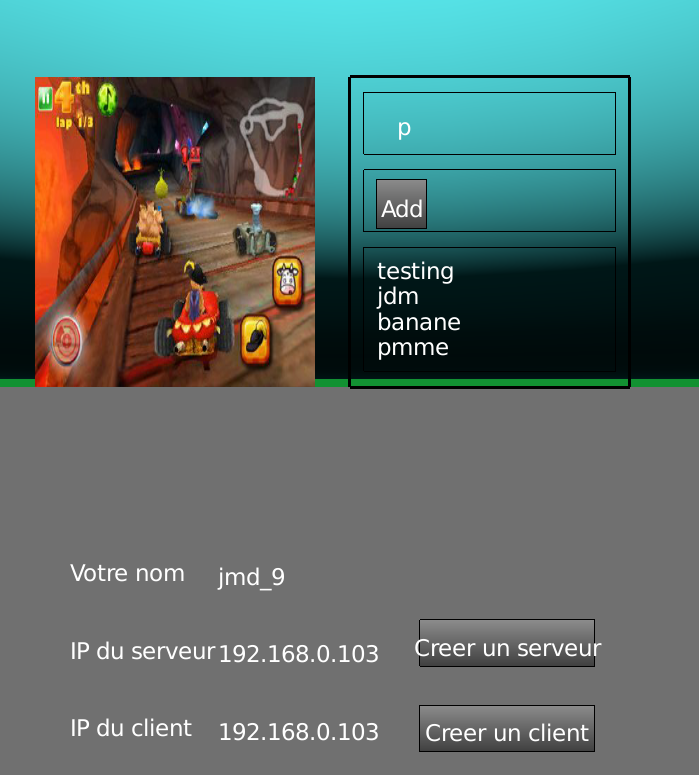 4th
lap 1/3
1st
p
Add
testing
jdm
banane
pmme
Votre nom jmd_9
IP du serveur 192.168.0.103 Creer un serveur
IP du client 192.168.0.103 Creer un client